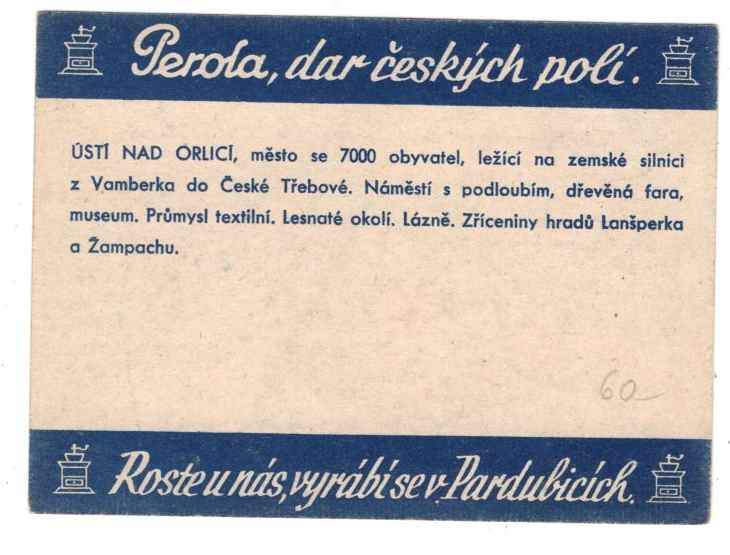 Perola, dar českých polí.
ÚSTÍ NAD ORLICÍ, město se 7000 obyvatel, ležící na zemské silnici
z Vamberka do České Třebové. Náměstí s podloubím, dřevěná fara,
museum. Průmysl textilní. Lesnaté okolí. Lázně. Zříceniny hradů Lanšperka
a Žampachu.
60
Roste u nás, vyrábí se v Pardubicích.